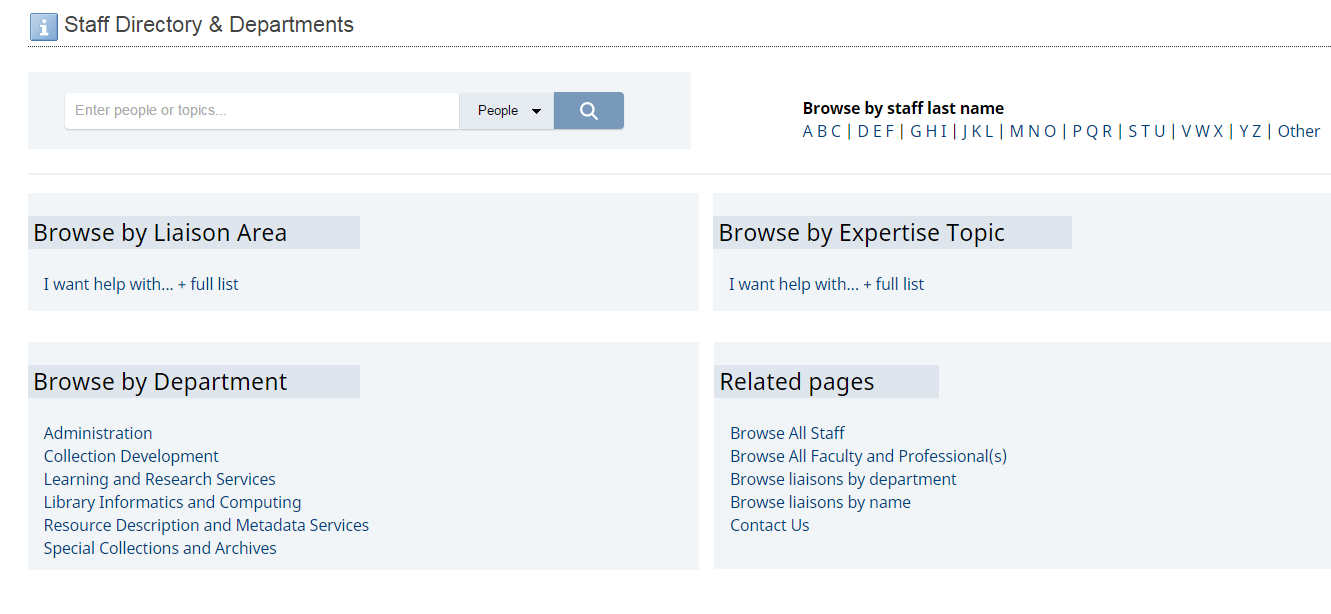 Staff Directory & Departments
Enter people or topics...
People
Browse by staff last name
A B C | D E F | G H I | J K L | M N O | P Q R | S T U | V W X | Y Z | Other
Browse by Liaison Area
I want help with... + full list
Browse by Expertise Topic
I want help with... + full list
Browse by Department
Administration
Collection Development
Learning and Research Services
Library Informatics and Computing
Resource Description and Metadata Services
Special Collections and Archives
Related pages
Browse All Staff
Browse All Faculty and Professional(s)
Browse liaisons by department
Browse liaisons by name
Contact Us